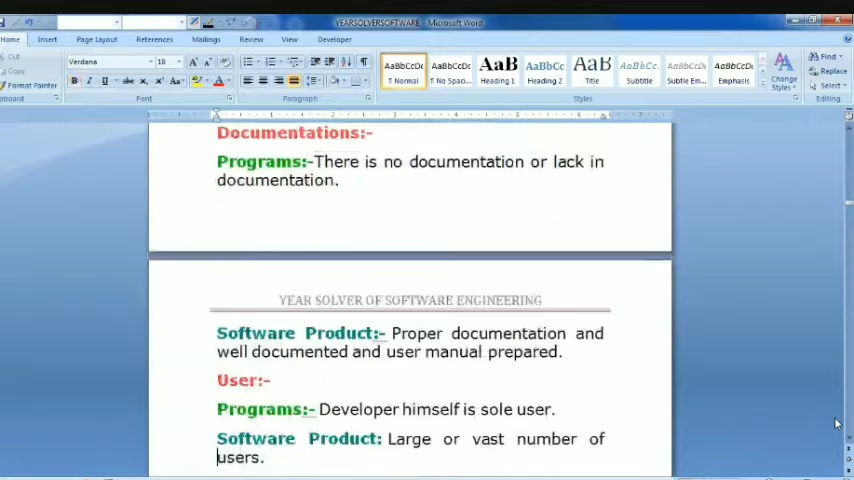 YEARSOLVERSOFTWARE - Microsoft Word
Home Insert Page Layout References Mailings Review View Developer
Cut
Copy
Format Painter
Verdana 18
AaBbCcDc AaBbCcDc AaB AaBbCc AaB AaBbCc. AaBbCcDc AaBbCcDc
¶ Normal ¶ No Spaci... Heading 1 Heading 2 Title Subtitle Subtle Em... Emphasis
Change Styles
Find
Replace
Select
Font Paragraph Styles Editing
Documentations:-
Programs:-There is no documentation or lack in
documentation.
YEAR SOLVER OF SOFTWARE ENGINEERING
Software Product:- Proper documentation and
well documented and user manual prepared.
User:-
Programs:- Developer himself is sole user.
Software Product: Large or vast number of
users.